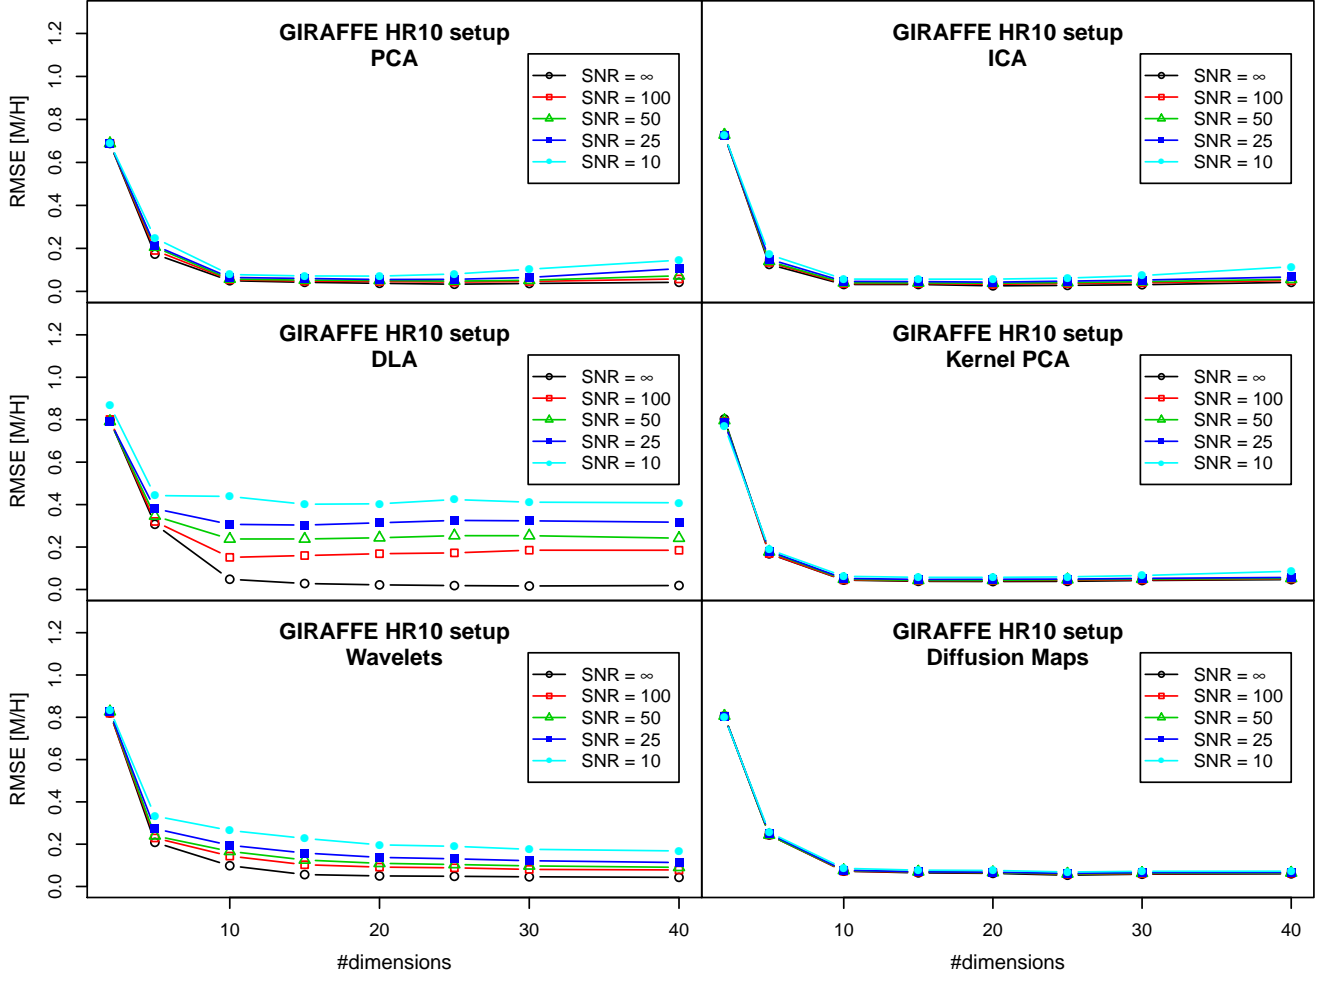 GIRAFFE HR10 setup
PCA
SNR = ∞
SNR = 100
SNR = 50
SNR = 25
SNR = 10
RMSE [M/H]
0.0
0.2
0.4
0.6
0.8
1.0
1.2
GIRAFFE HR10 setup
ICA
SNR = ∞
SNR = 100
SNR = 50
SNR = 25
SNR = 10
GIRAFFE HR10 setup
DLA
SNR = ∞
SNR = 100
SNR = 50
SNR = 25
SNR = 10
RMSE [M/H]
0.0
0.2
0.4
0.6
0.8
1.0
1.2
GIRAFFE HR10 setup
Kernel PCA
SNR = ∞
SNR = 100
SNR = 50
SNR = 25
SNR = 10
GIRAFFE HR10 setup
Wavelets
SNR = ∞
SNR = 100
SNR = 50
SNR = 25
SNR = 10
RMSE [M/H]
0.0
0.2
0.4
0.6
0.8
1.0
1.2
10 20 30 40
#dimensions
GIRAFFE HR10 setup
Diffusion Maps
SNR = ∞
SNR = 100
SNR = 50
SNR = 25
SNR = 10
10 20 30 40
#dimensions